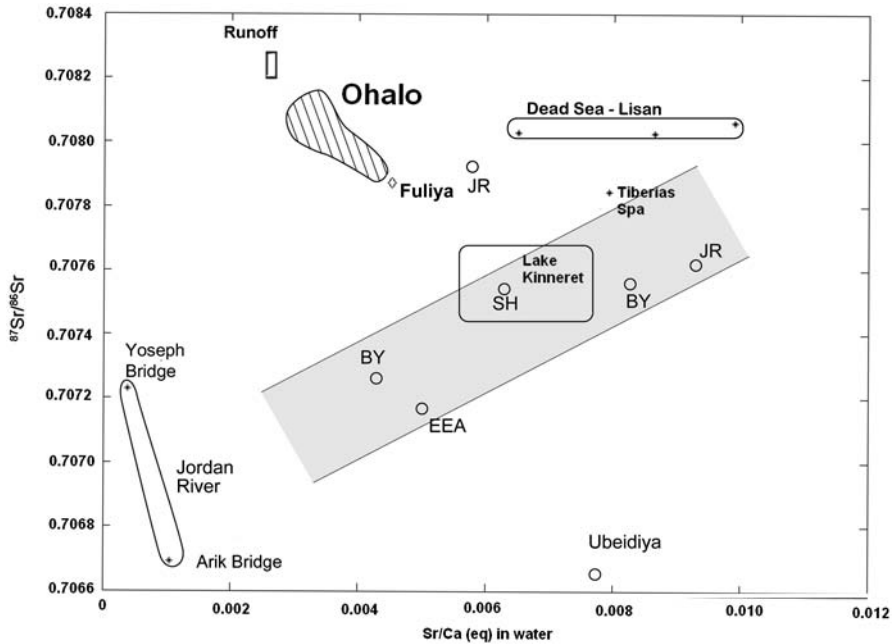 0.7084
Runoff
0.7082
Ohalo
Dead Sea - Lisan
0.7080
JR
Fuliya
0.7078
Tiberias
Spa
0.7076
Lake
Kinneret
JR
SH
BY
0.7074
⁸⁷Sr/⁸⁶Sr
BY
Yoseph
Bridge
0.7072
EEA
0.7070
Jordan
River
0.7068
Ubeidiya
Arik Bridge
0.7066
0
0.002
0.004
0.006
0.008
0.010
0.012
Sr/Ca (eq) in water